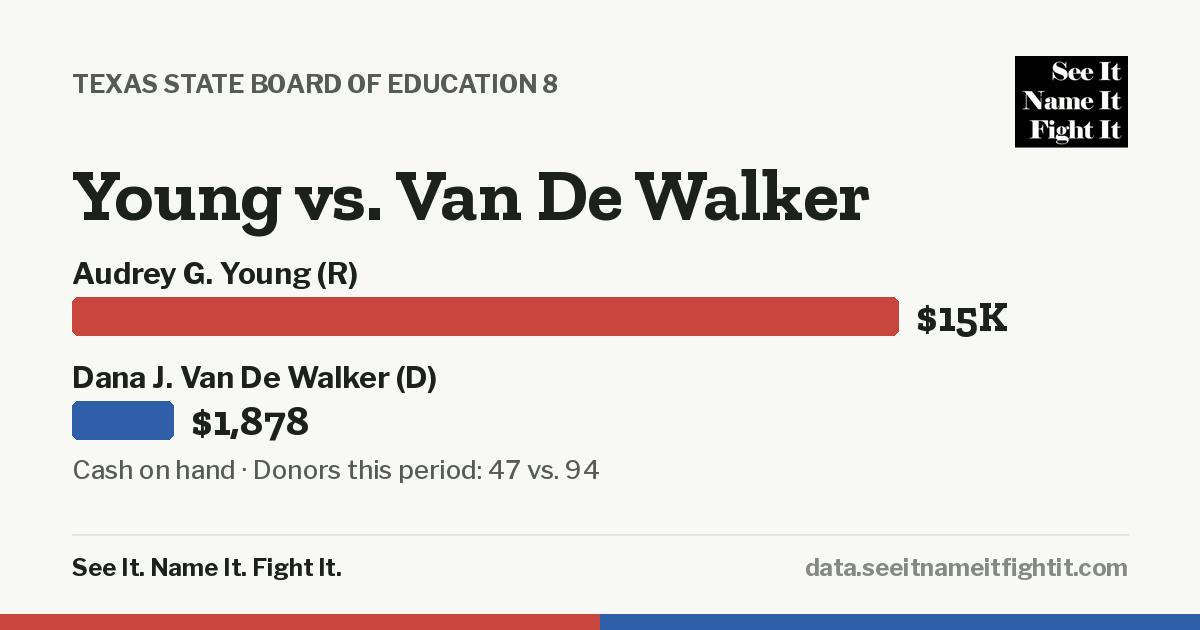 TEXAS STATE BOARD OF EDUCATION 8
See It
Name It
Fight It
Young vs. Van De Walker
Audrey G. Young (R)
$15K
Dana J. Van De Walker (D)
$1,878
Cash on hand · Donors this period: 47 vs. 94
See It. Name It. Fight It.
data.seeitnameitfightit.com